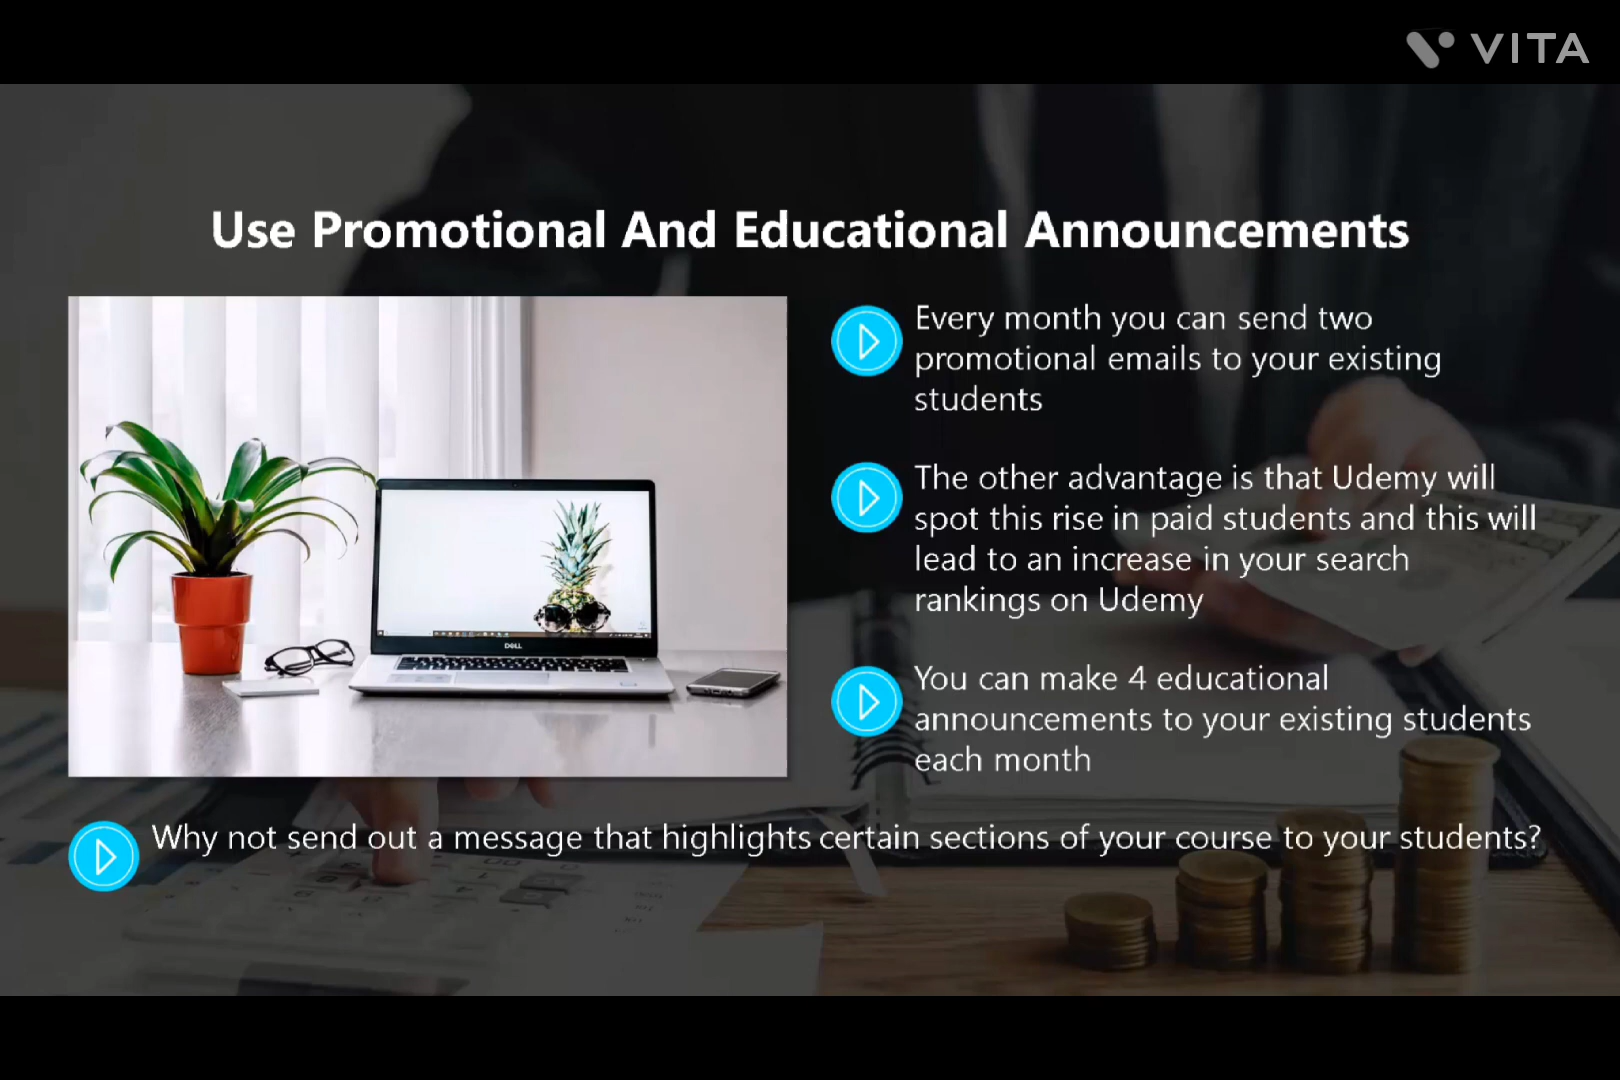 VITA
Use Promotional And Educational Announcements
Every month you can send two
promotional emails to your existing
students
The other advantage is that Udemy will
spot this rise in paid students and this will
lead to an increase in your search
rankings on Udemy
You can make 4 educational
announcements to your existing students
each month
DELL
Why not send out a message that highlights certain sections of your course to your students?